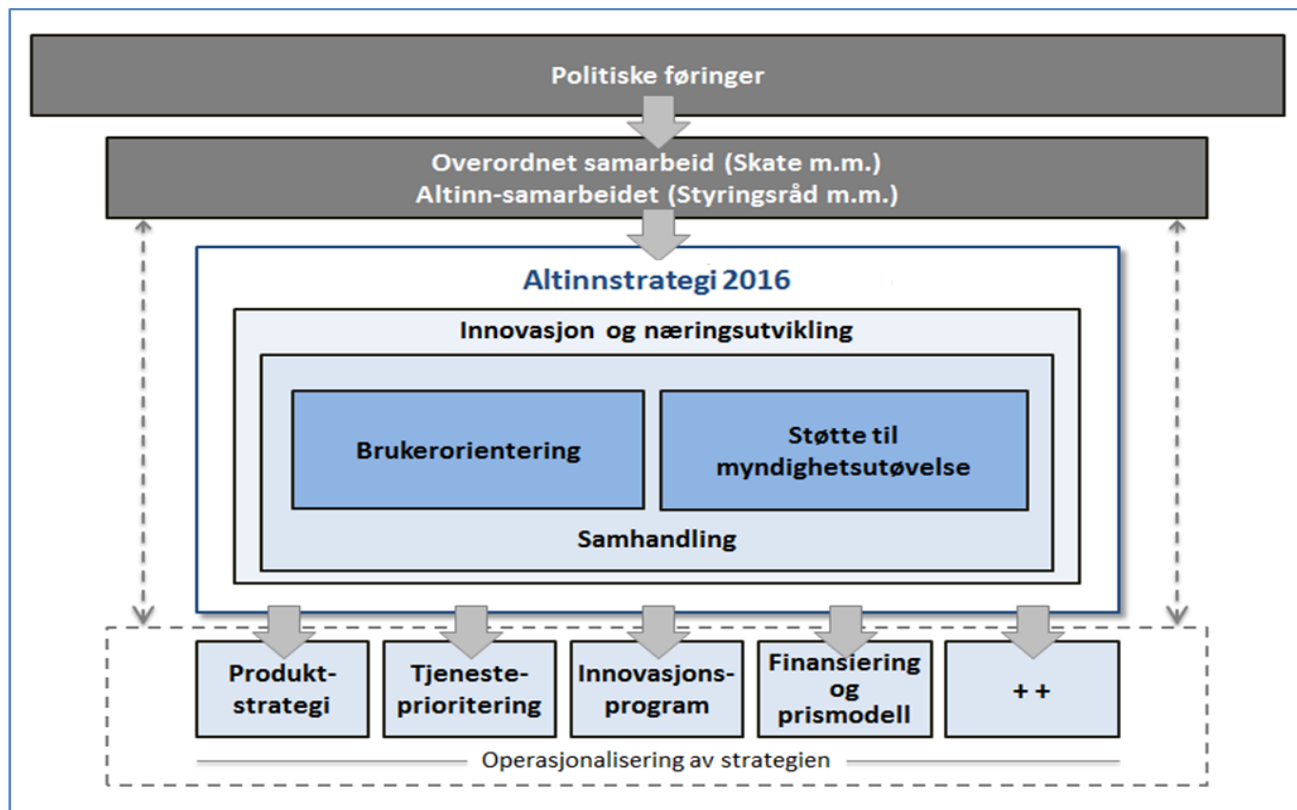 Politiske føringer
Overordnet samarbeid (Skate m.m.)
Altinn-samarbeidet (Styringsråd m.m.)
Altinnstrategi 2016
Innovasjon og næringsutvikling
Brukerorientering
Støtte til
myndighetsutøvelse
Samhandling
Produkt-
strategi
Tjeneste-
prioritering
Innovasjons-
program
Finansiering
og
prismodell
+ +
Operasjonalisering av strategien